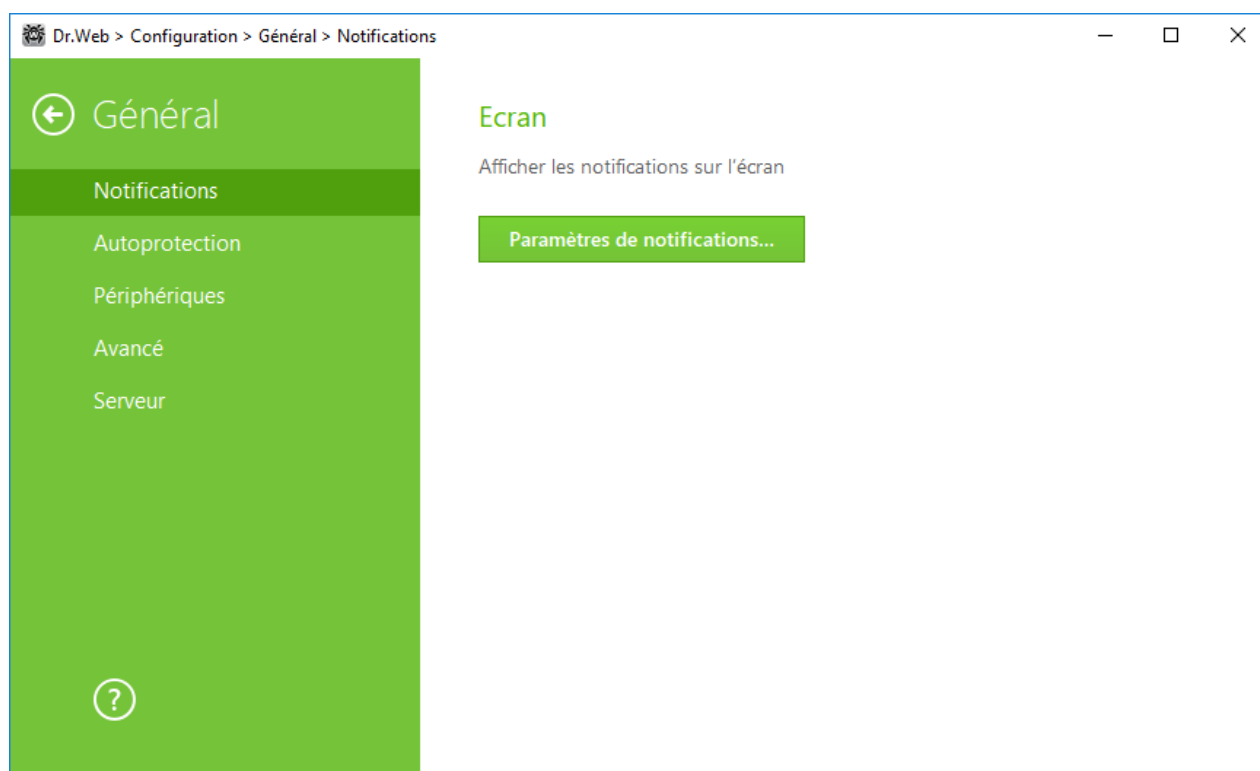 Dr.Web > Configuration > Général > Notifications
Général
Notifications
Autoprotection
Périphériques
Avancé
Serveur
?
Ecran
Afficher les notifications sur l'écran
Paramètres de notifications...